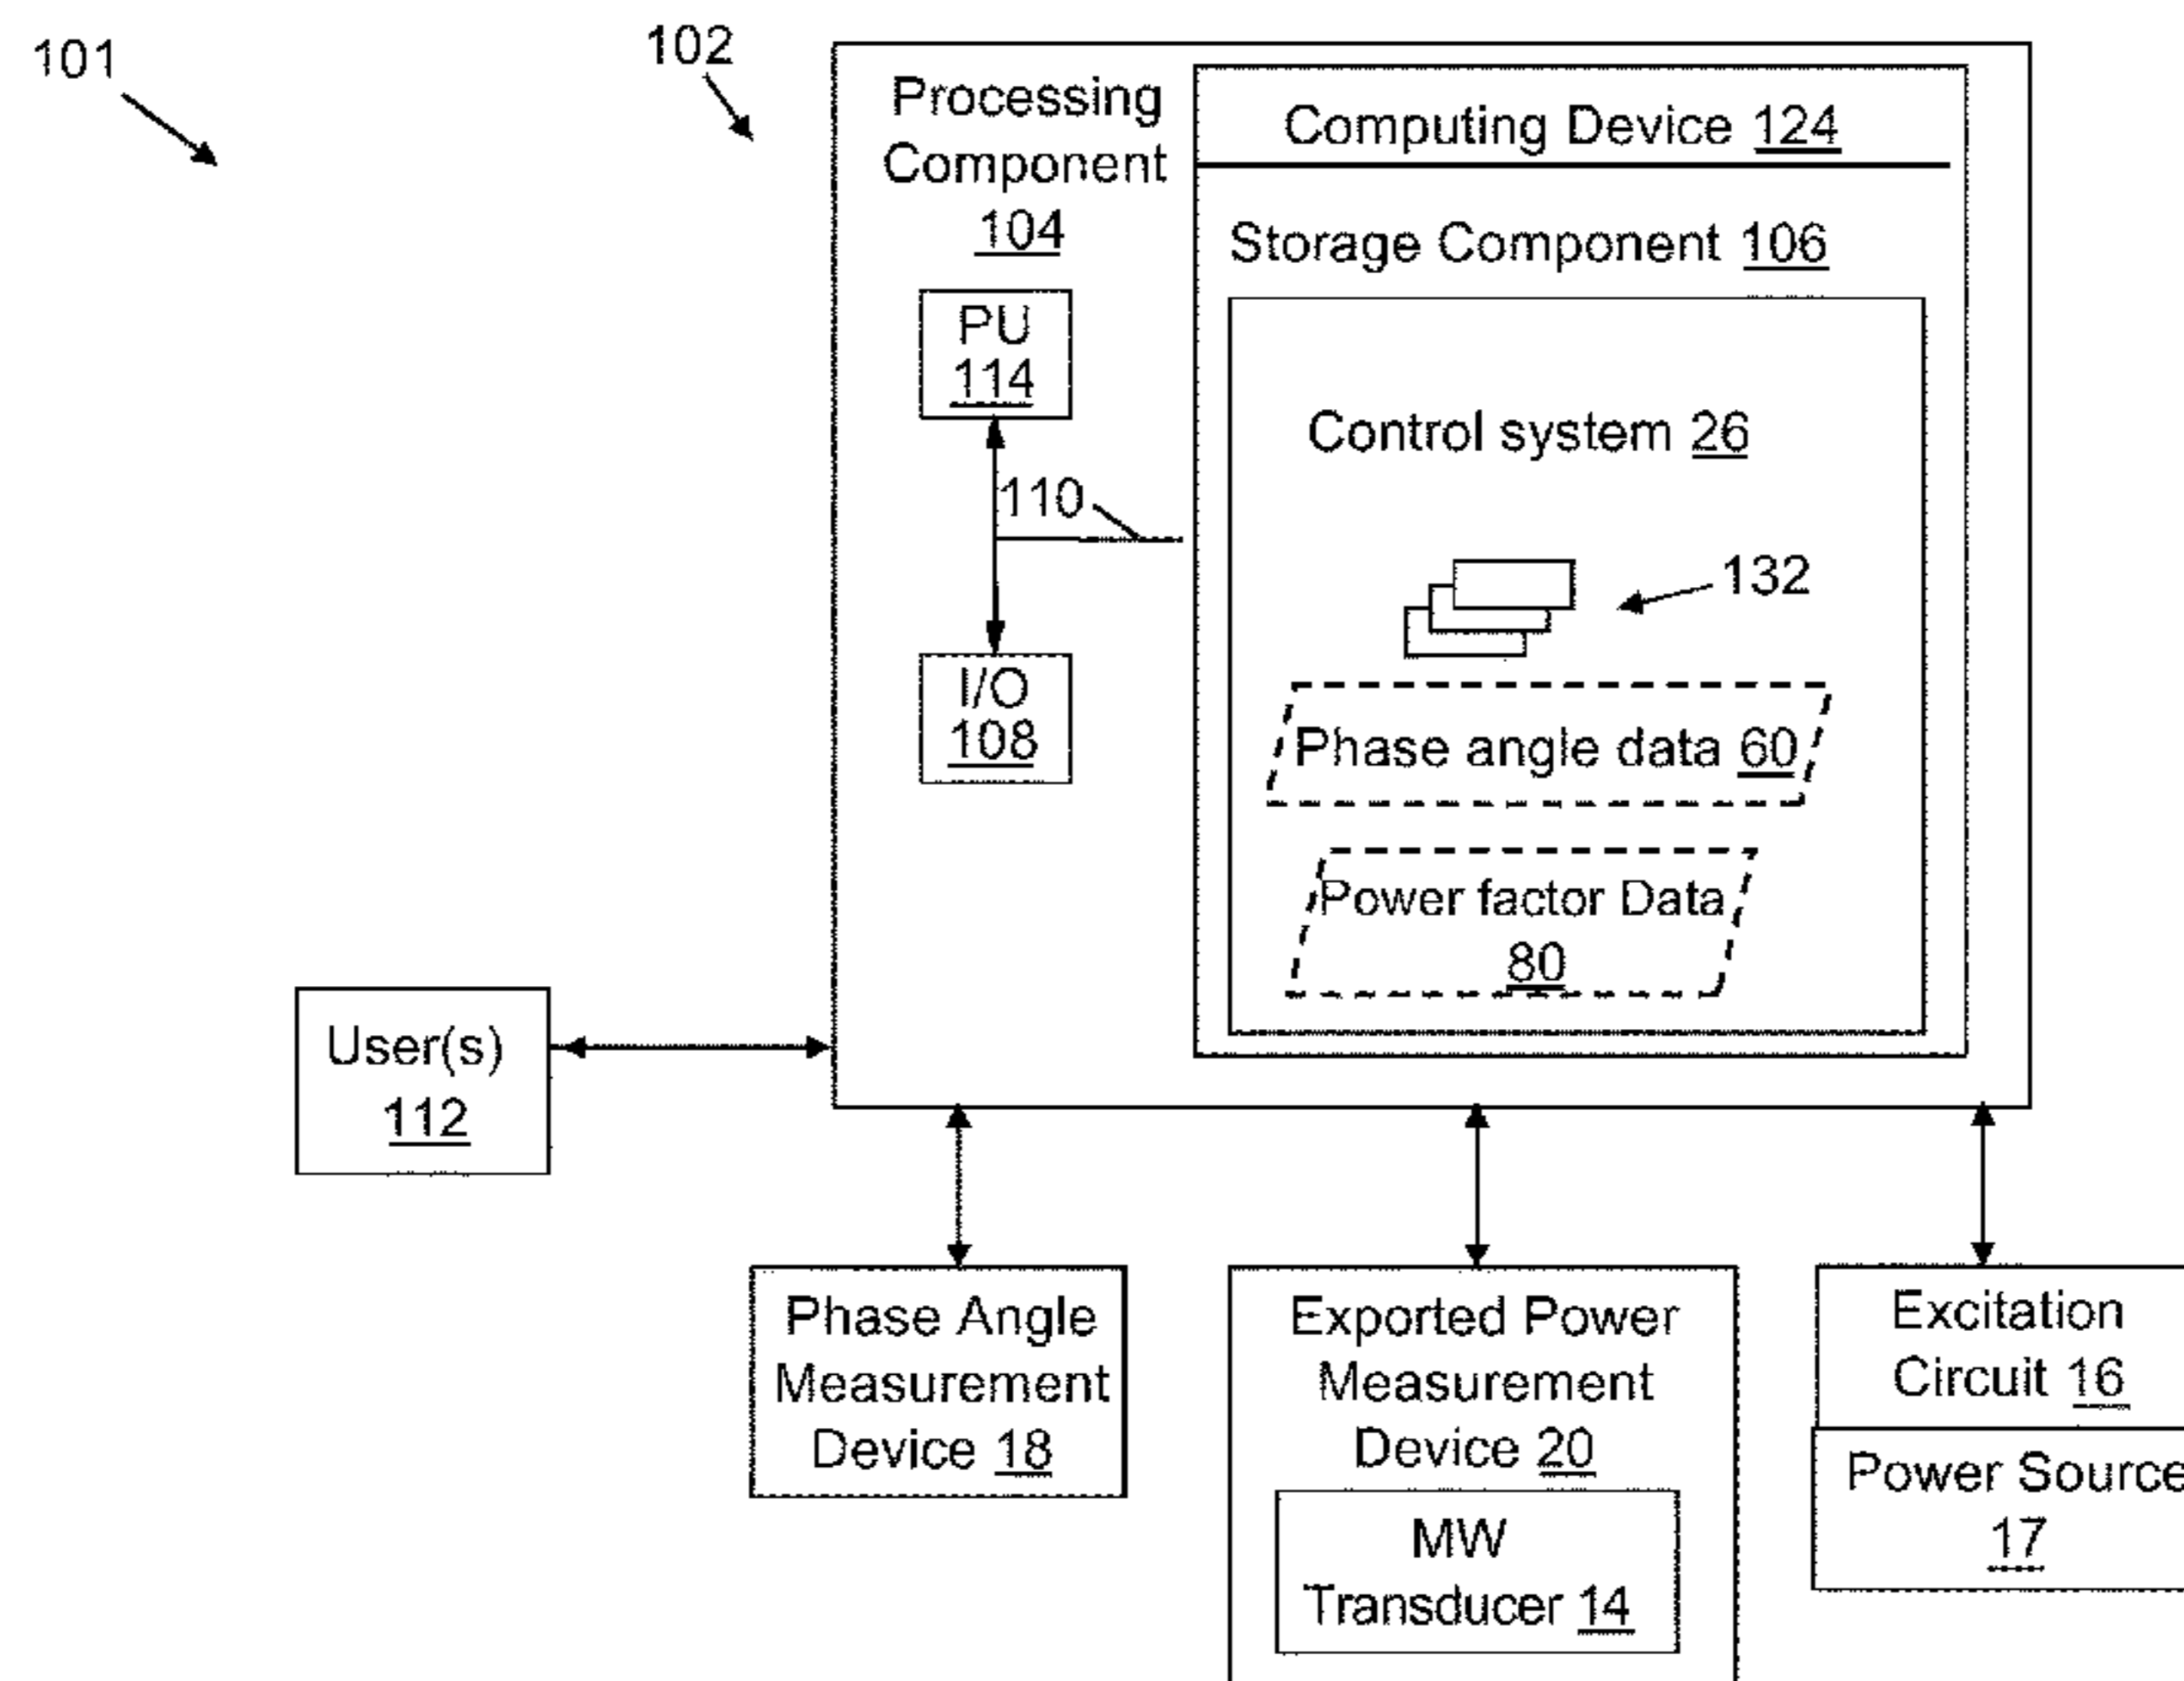 101
102
Processing
Component
104
Computing Device 124
Storage Component 106
PU
114
Control system 26
110
132
I/O
108
Phase angle data 60
Power factor Data
80
User(s)
112
Phase Angle
Measurement
Device 18
Exported Power
Measurement
Device 20
MW
Transducer 14
Excitation
Circuit 16
Power Source
17